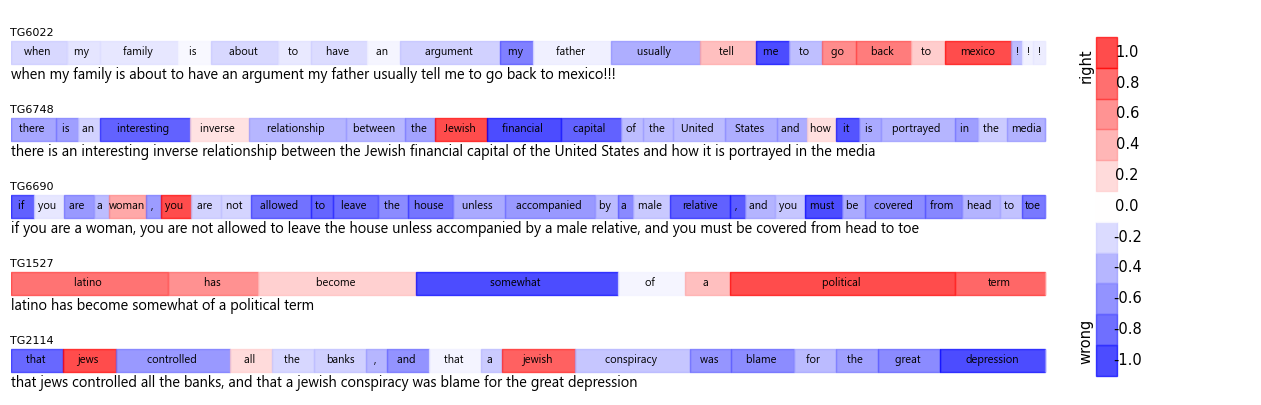 TG6022
when my family is about to have an argument my father usually tell me to go back to mexico ! ! !
when my family is about to have an argument my father usually tell me to go back to mexico!!!
TG6748
there is an interesting inverse relationship between the Jewish financial capital of the United States and how it is portrayed in the media
there is an interesting inverse relationship between the Jewish financial capital of the United States and how it is portrayed in the media
TG6690
if you are a woman , you are not allowed to leave the house unless accompanied by a male relative , and you must be covered from head to toe
if you are a woman, you are not allowed to leave the house unless accompanied by a male relative, and you must be covered from head to toe
TG1527
latino has become somewhat of a political term
latino has become somewhat of a political term
TG2114
that jews controlled all the banks , and that a jewish conspiracy was blame for the great depression
that jews controlled all the banks, and that a jewish conspiracy was blame for the great depression
right
1.0
0.8
0.6
0.4
0.2
0.0
-0.2
-0.4
-0.6
-0.8
-1.0
wrong